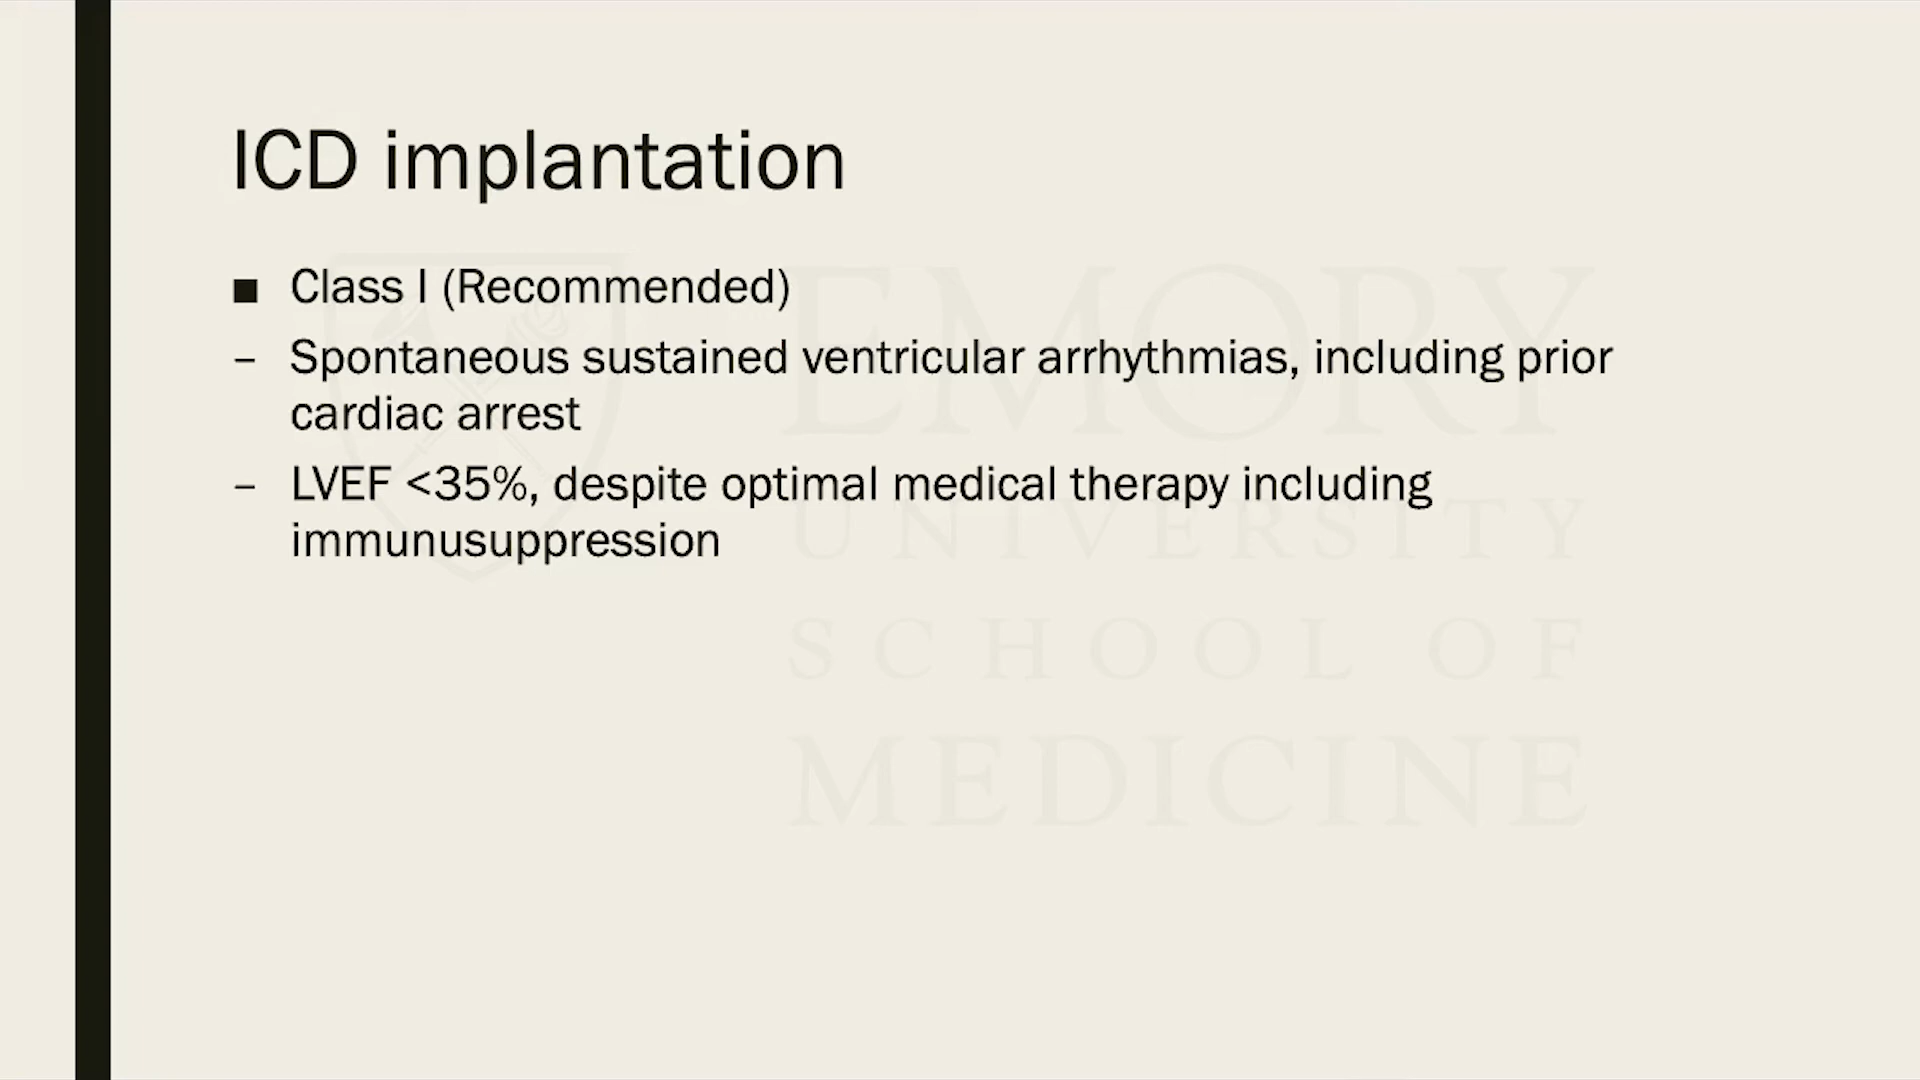 ICD implantation
■ Class I (Recommended)
– Spontaneous sustained ventricular arrhythmias, including prior
cardiac arrest
– LVEF <35%, despite optimal medical therapy including
immunusuppression
EMORY
UNIVERSITY
SCHOOL OF
MEDICINE